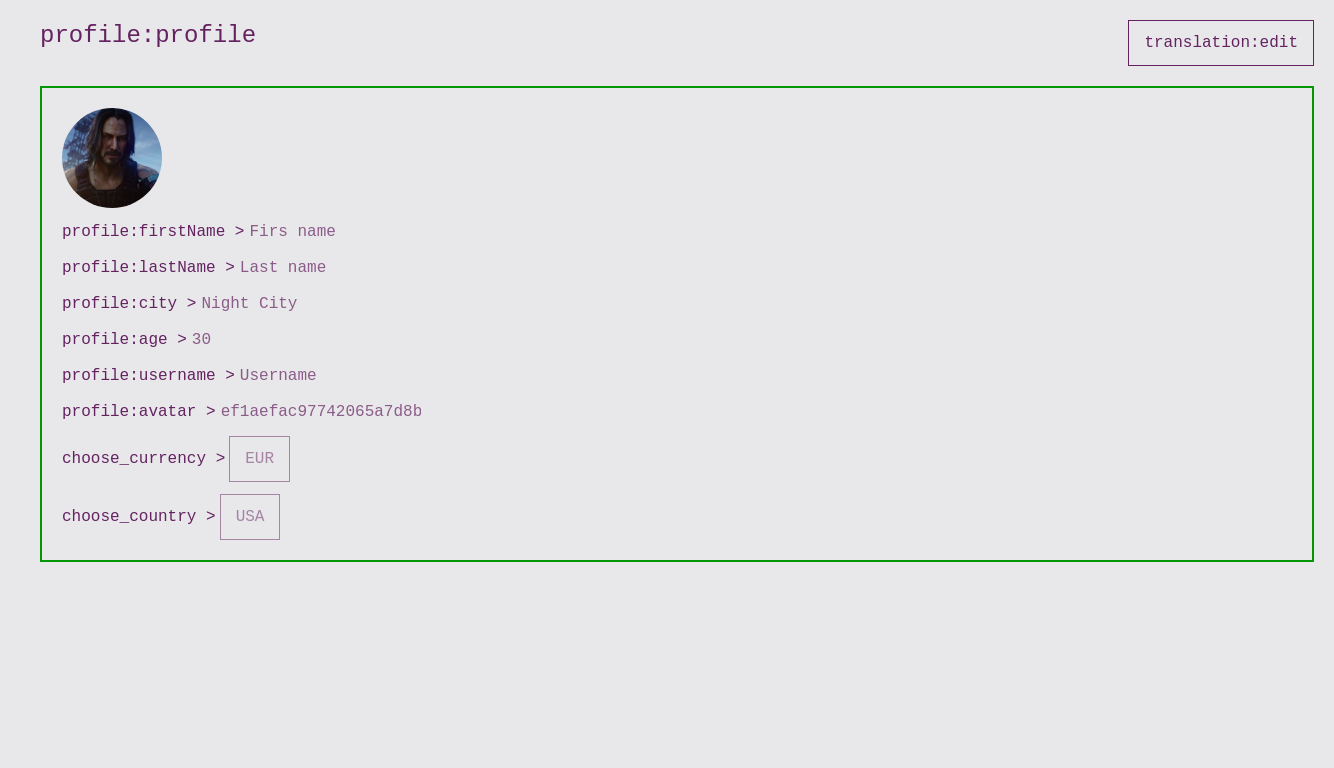 profile:profile
translation:edit
profile:firstName > Firs name
profile:lastName > Last name
profile:city > Night City
profile:age > 30
profile:username > Username
profile:avatar > ef1aefac97742065a7d8b
choose_currency > EUR
choose_country > USA